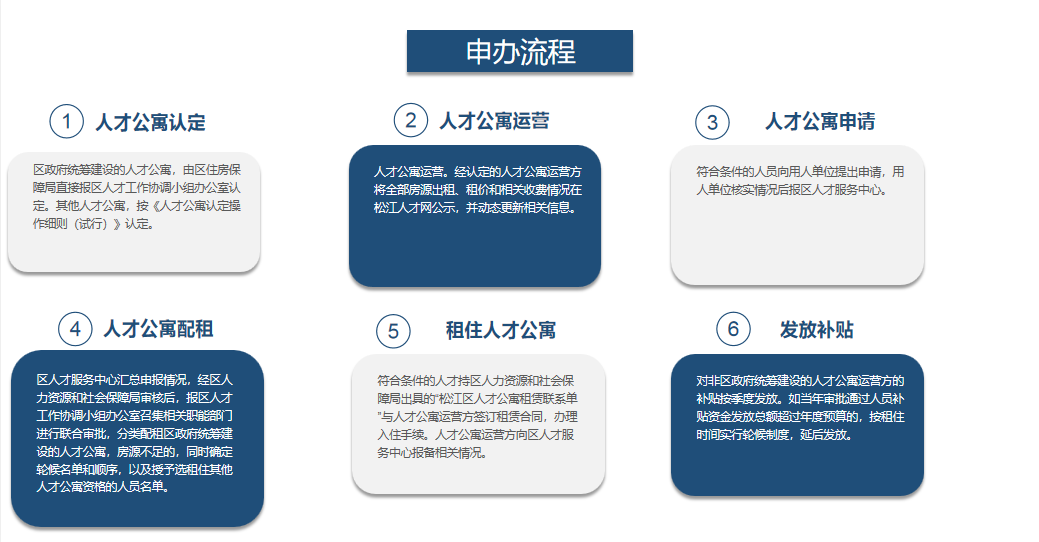 申办流程
1 人才公寓认定
区政府统筹建设的人才公寓，由区住房保
障局直接报区人才工作协调小组办公室认
定。其他人才公寓，按《人才公寓认定操
作细则（试行）》认定。
2 人才公寓运营
人才公寓运营。经认定的人才公寓运营方
将全部房源出租、租价和相关收费情况在
松江人才网公示，并动态更新相关信息。
3 人才公寓申请
符合条件的人员向用人单位提出申请，用
人单位核实情况后报区人才服务中心。
4 人才公寓配租
区人才服务中心汇总申报情况，经区人
力资源和社会保障局审核后，报区人才
工作协调小组办公室召集相关职能部门
进行联合审批，分类配租区政府统筹建
设的人才公寓，房源不足的，同时确定
轮候名单和顺序，以及授予选租住其他
人才公寓资格的人员名单。
5 租住人才公寓
符合条件的人才持区人力资源和社会保
障局出具的“松江区人才公寓租赁联系单
”与人才公寓运营方签订租赁合同，办理
入住手续。人才公寓运营方向区人才服
务中心报备相关情况。
6 发放补贴
对非区政府统筹建设的人才公寓运营方的
补贴按季度发放。如当年审批通过人员补
贴资金发放总额超过年度预算的，按租住
时间实行轮候制度，延后发放。